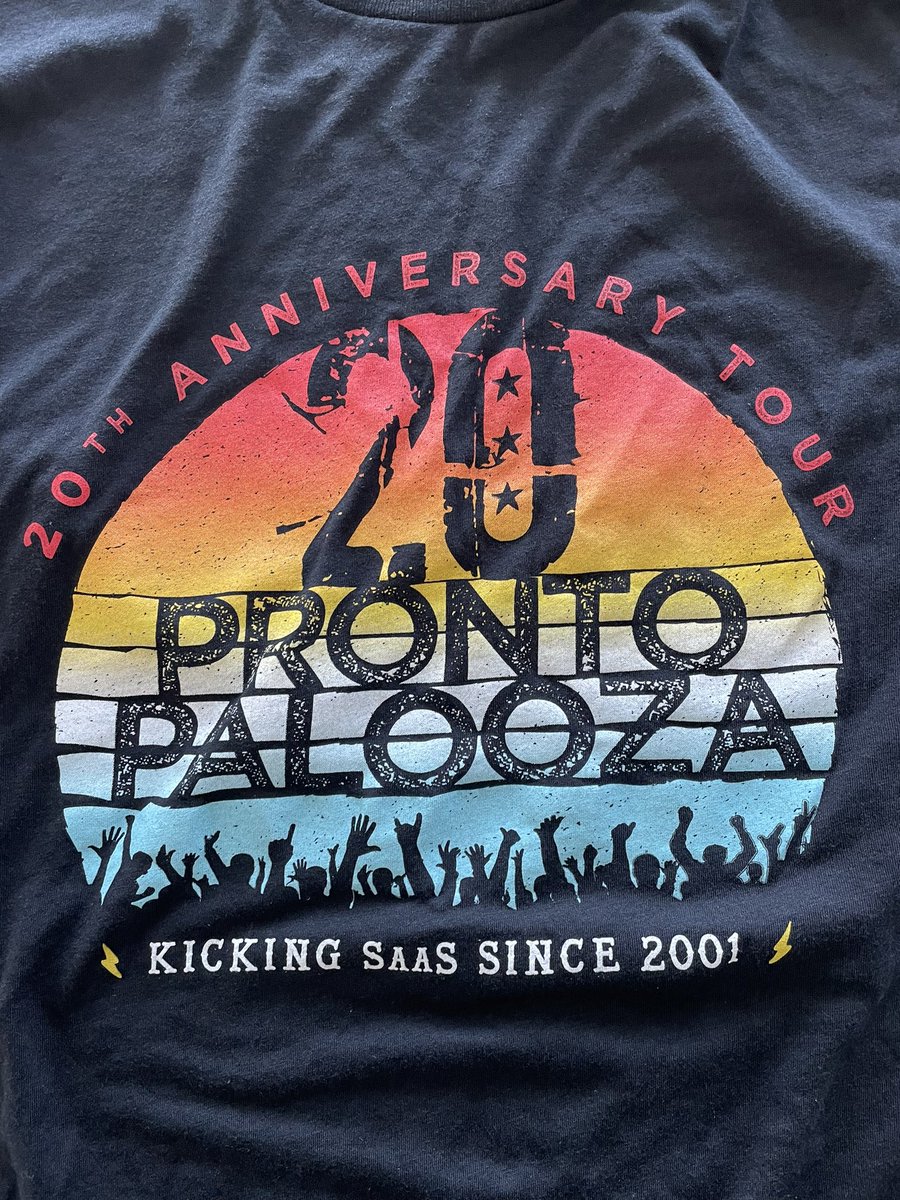 20TH ANNIVERSARY TOUR
20
PRONTO
PALOOZA
KICKING SAAS SINCE 2001